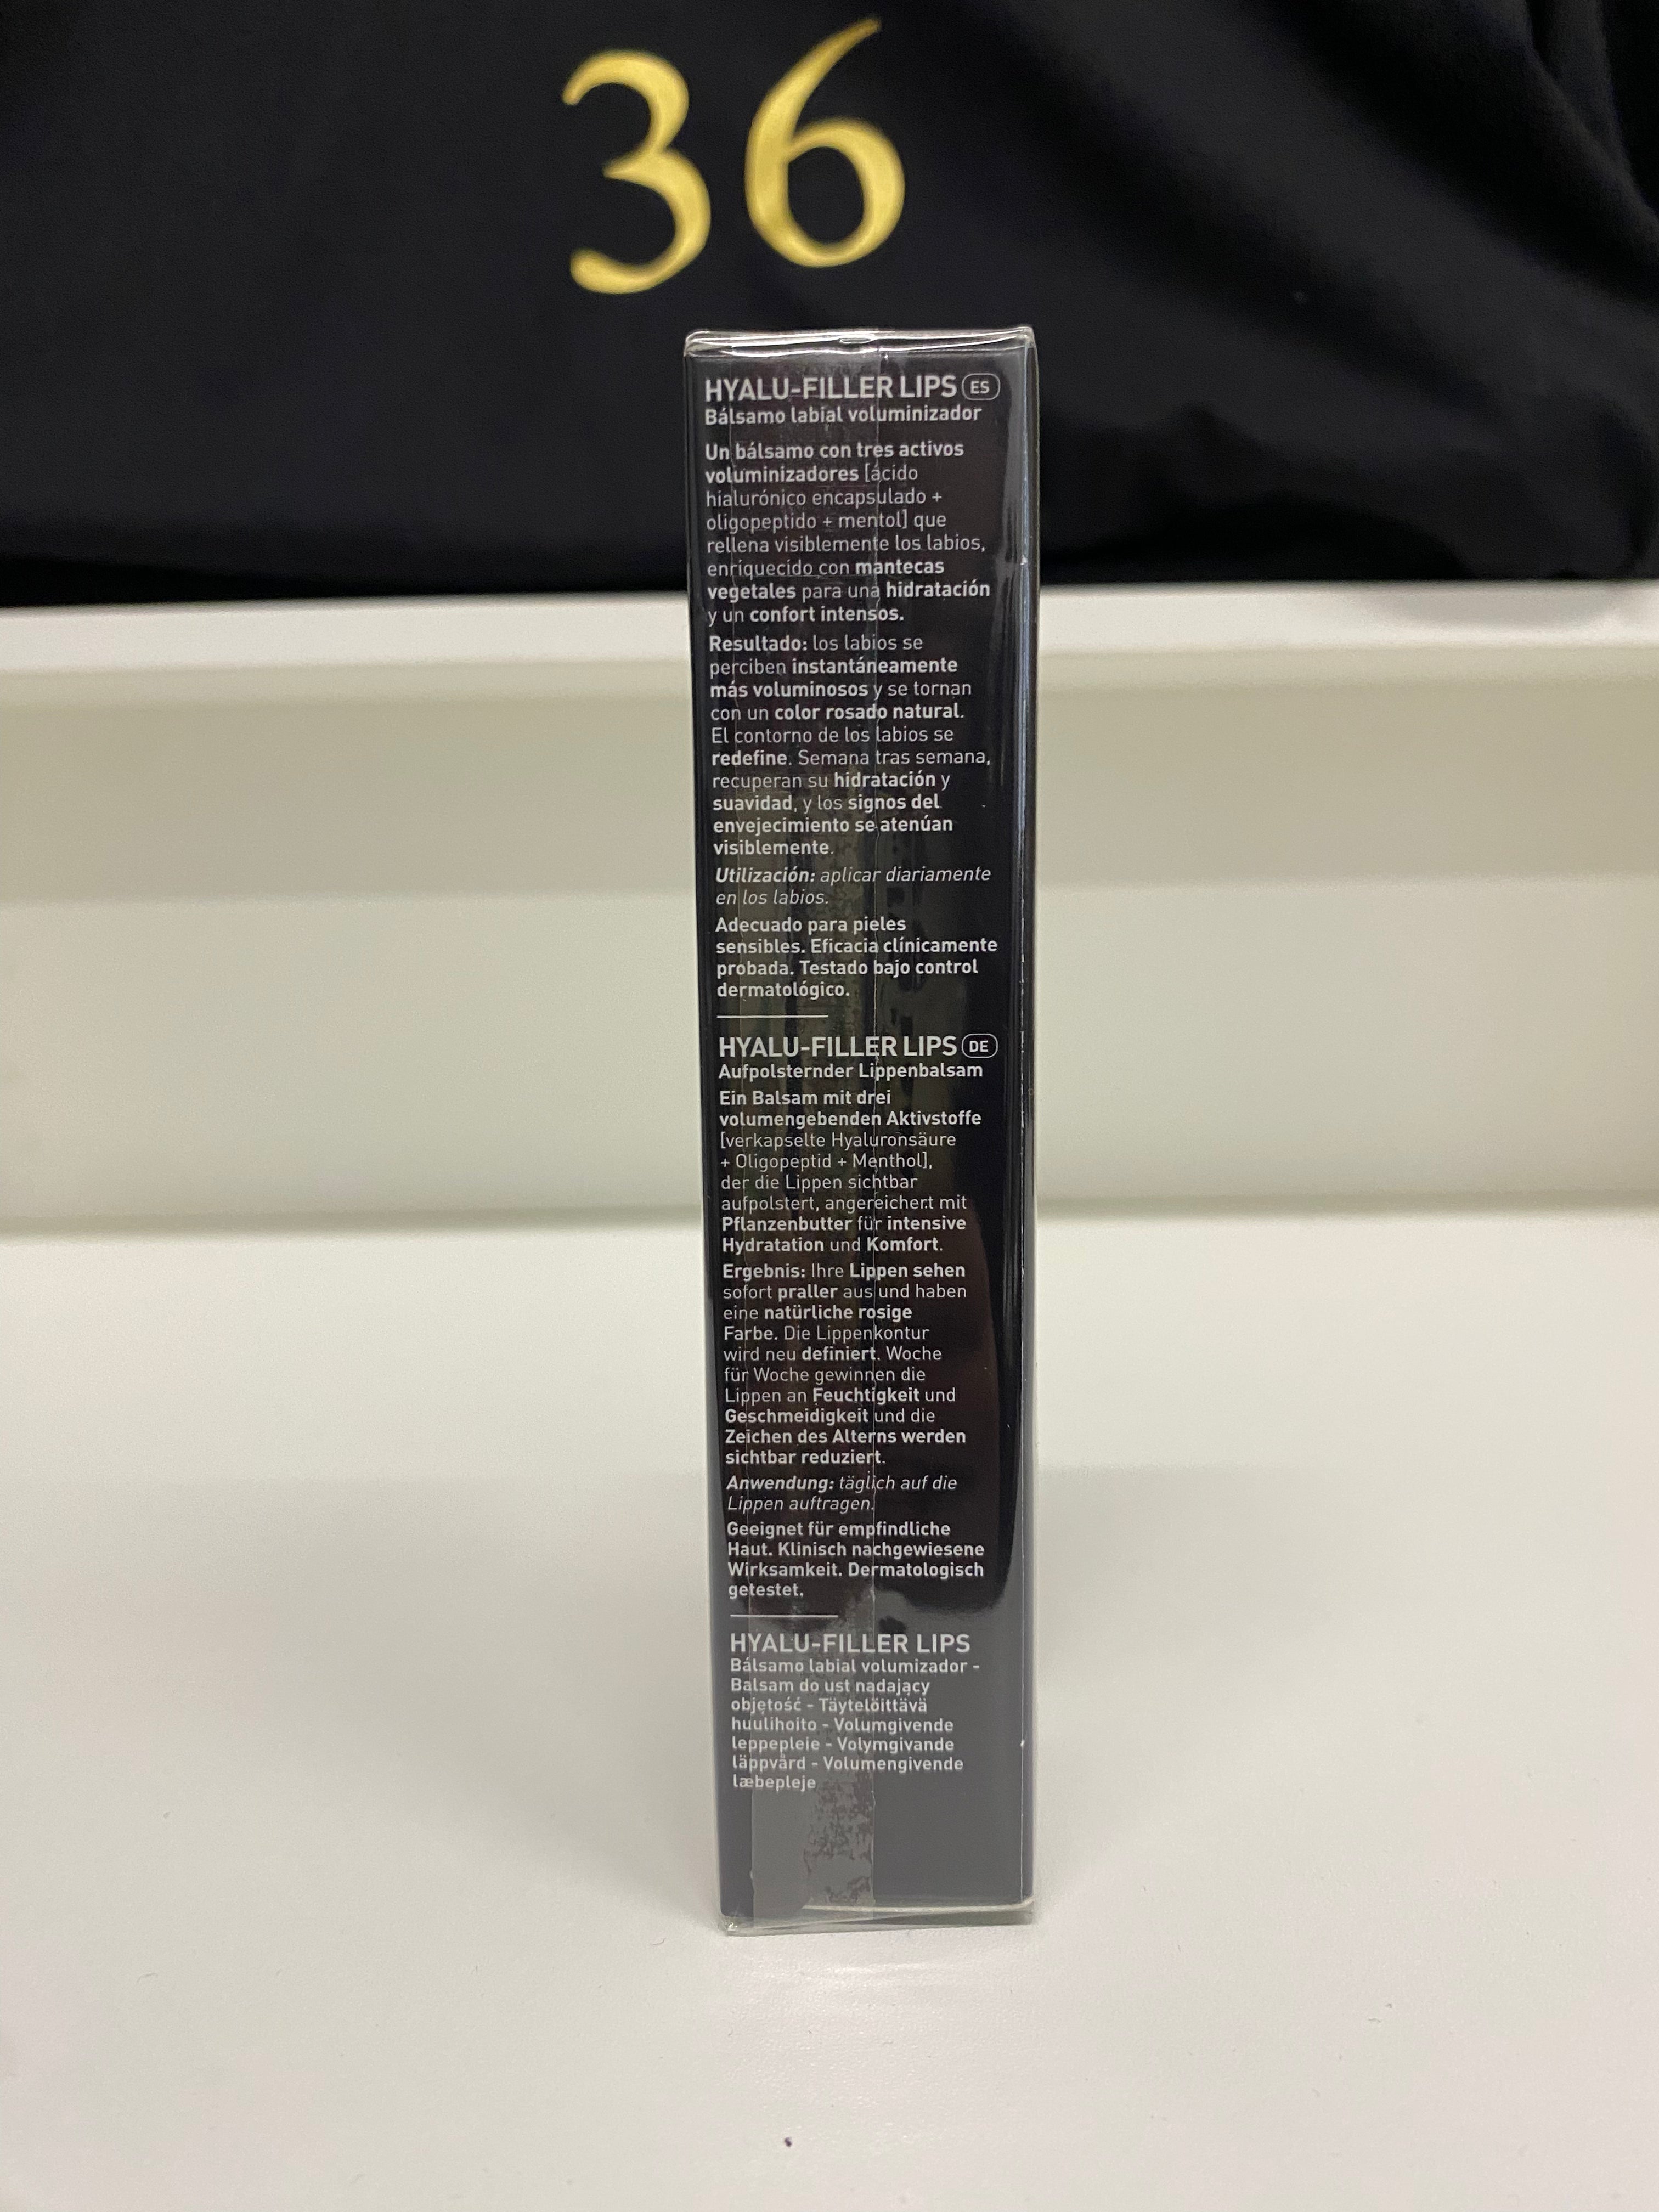 36
HYALU-FILLER LIPS ES
Bálsamo labial voluminizador
Un bálsamo con tres activos
voluminizadores [ácido
hialurónico encapsulado +
oligopeptido + mentol] que
rellena visiblemente los labios,
enriquecido con mantecas
vegetales para una hidratación
y un confort intensos.
Resultado: los labios se
perciben instantáneamente
más voluminosos y se tornan
con un color rosado natural.
El contorno de los labios se
redefine. Semana tras semana,
recuperan su hidratación y
suavidad, y los signos del
envejecimiento se atenúan
visiblemente.
Utilización: aplicar diariamente
en los labios.
Adecuado para pieles
sensibles. Eficacia clínicamente
probada. Testado bajo control
dermatológico.
HYALU-FILLER LIPS DE
Aufpolsternder Lippenbalsam
Ein Balsam mit drei
volumengebenden Aktivstoffe
[verkapselte Hyaluronsäure
+ Oligopeptid + Menthol],
der die Lippen sichtbar
aufpolstert, angereichert mit
Pflanzenbutter für intensive
Hydratation und Komfort.
Ergebnis: Ihre Lippen sehen
sofort praller aus und haben
eine natürliche rosige
Farbe. Die Lippenkontur
wird neu definiert. Woche
für Woche gewinnen die
Lippen an Feuchtigkeit und
Geschmeidigkeit und die
Zeichen des Alterns werden
sichtbar reduziert.
Anwendung: täglich auf die
Lippen auftragen.
Geeignet für empfindliche
Haut. Klinisch nachgewiesene
Wirksamkeit. Dermatologisch
getestet.
HYALU-FILLER LIPS
Bálsamo labial volumizador -
Balsam do ust nadający
objętość - Täytelöittävä
huulihoito - Volumgivende
leppepleie - Volymgivande
läppvård - Volumengivende
læbepleje